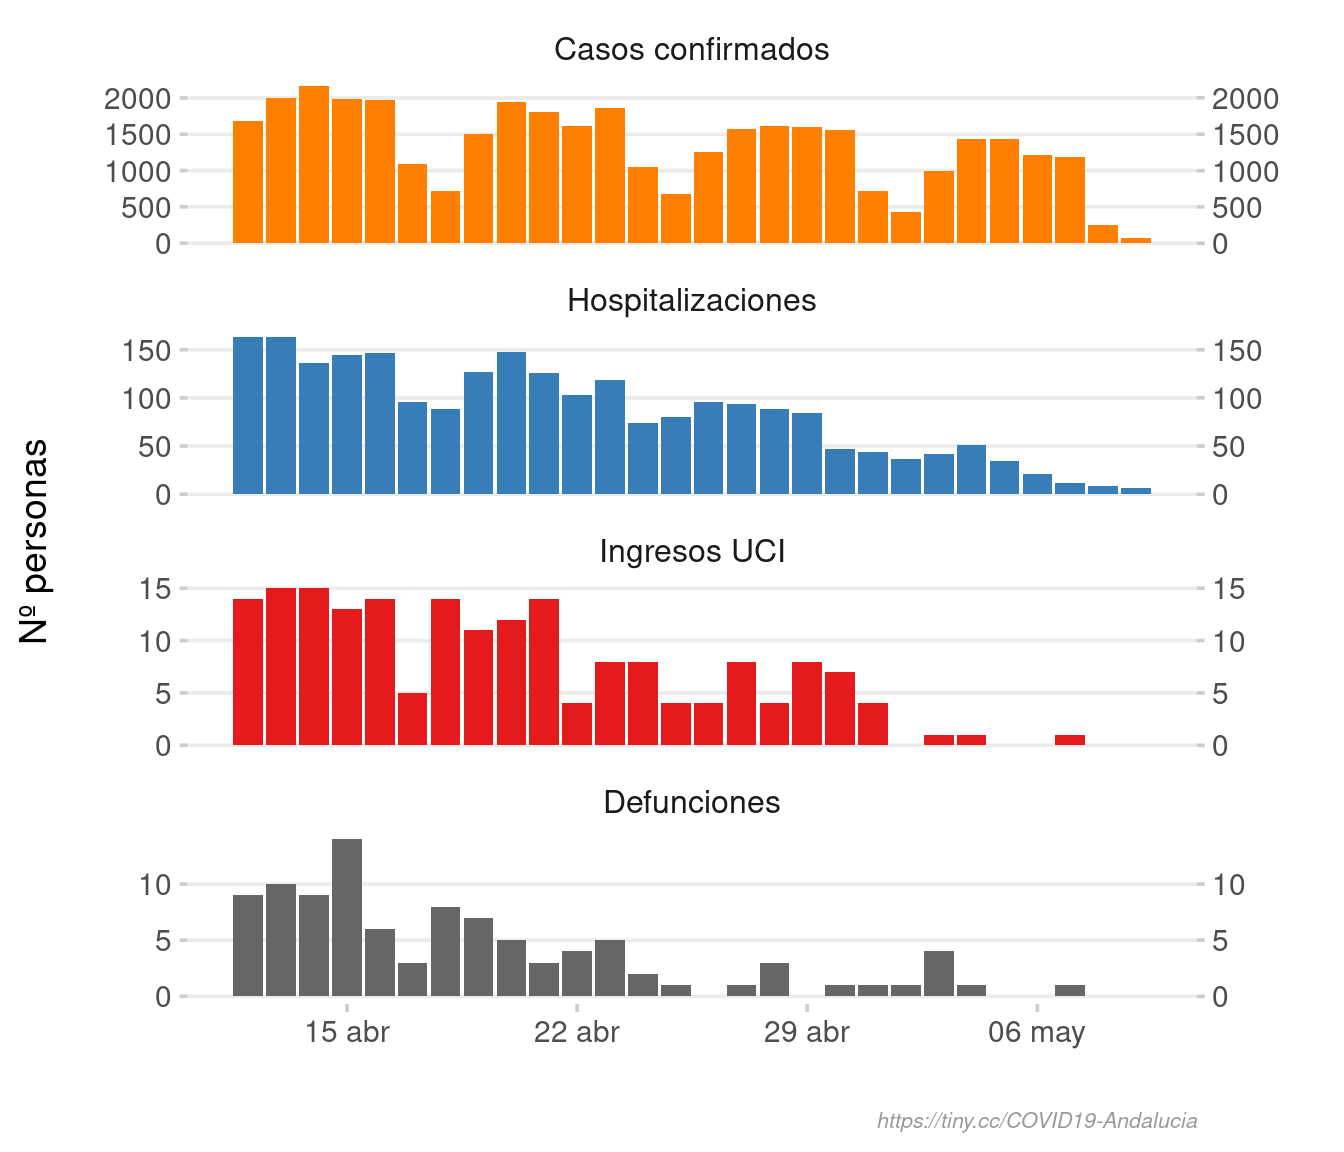 Casos confirmados
2000 2000
1500 1500
1000 1000
500 500
0 0
Hospitalizaciones
150 150
100 100
50 50
0 0
Nº personas
Ingresos UCI
15 15
10 10
5 5
0 0
Defunciones
10 10
5 5
0 0
15 abr 22 abr 29 abr 06 may
https://tiny.cc/COVID19-Andalucia